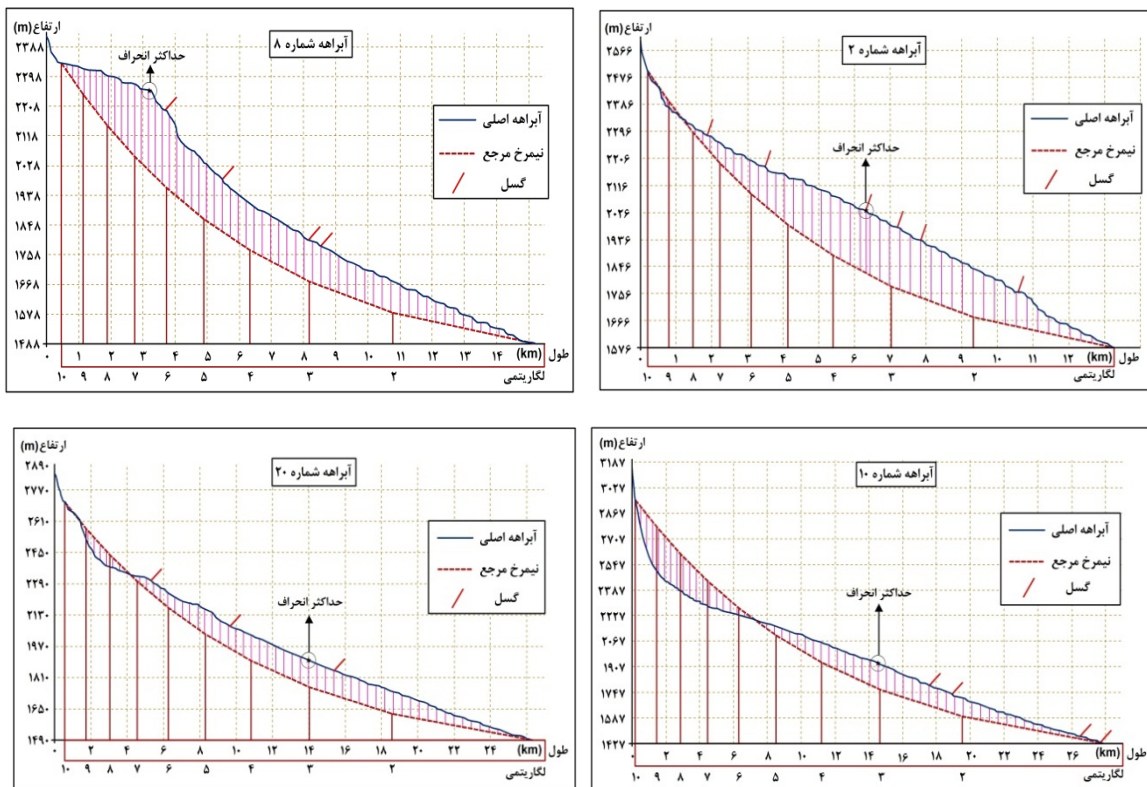 ارتفاع(m)
آبراهه شماره ۸
حداکثر انحراف
آبراهه اصلی
نیمرخ مرجع
گسل
۲۳۸۸
۲۲۹۸
۲۲۰۸
۲۱۱۸
۲۰۲۸
۱۹۳۸
۱۸۴۸
۱۷۵۸
۱۶۶۸
۱۵۷۸
۱۴۸۸
۰ ۱ ۲ ۳ ۴ ۵ ۶ ۷ ۸ ۹ ۱۰ ۱۱ ۱۲ ۱۳ ۱۴ (km) طول
۱۰ ۹ ۸ ۷ ۶ ۵ ۴ ۳ ۲ لگاریتمی
ارتفاع(m)
آبراهه شماره ۲
حداکثر انحراف
آبراهه اصلی
نیمرخ مرجع
گسل
۲۵۶۶
۲۴۷۶
۲۳۸۶
۲۲۹۶
۲۲۰۶
۲۱۱۶
۲۰۲۶
۱۹۳۶
۱۸۴۶
۱۷۵۶
۱۶۶۶
۱۵۷۶
۰ ۱ ۲ ۳ ۴ ۵ ۶ ۷ ۸ ۹ ۱۰ ۱۱ ۱۲ (km) طول
۱۰ ۹ ۸ ۷ ۶ ۵ ۴ ۳ ۲ لگاریتمی
ارتفاع(m)
آبراهه شماره ۲۰
حداکثر انحراف
آبراهه اصلی
نیمرخ مرجع
گسل
۲۸۹۰
۲۷۷۰
۲۶۱۰
۲۴۵۰
۲۲۹۰
۲۱۳۰
۱۹۷۰
۱۸۱۰
۱۶۵۰
۱۴۹۰
۰ ۲ ۴ ۶ ۸ ۱۰ ۱۲ ۱۴ ۱۶ ۱۸ ۲۰ ۲۲ ۲۴ (km) طول
۱۰ ۹ ۸ ۷ ۶ ۵ ۴ ۳ ۲ لگاریتمی
ارتفاع(m)
آبراهه شماره ۱۰
حداکثر انحراف
آبراهه اصلی
نیمرخ مرجع
گسل
۳۱۸۷
۳۰۲۷
۲۸۶۷
۲۷۰۷
۲۵۴۷
۲۳۸۷
۲۲۲۷
۲۰۶۷
۱۹۰۷
۱۷۴۷
۱۵۸۷
۱۴۲۷
۰ ۲ ۴ ۶ ۸ ۱۰ ۱۲ ۱۴ ۱۶ ۱۸ ۲۰ ۲۲ ۲۴ ۲۶ (km) طول
۱۰ ۹ ۸ ۷ ۶ ۵ ۴ ۳ ۲ لگاریتمی